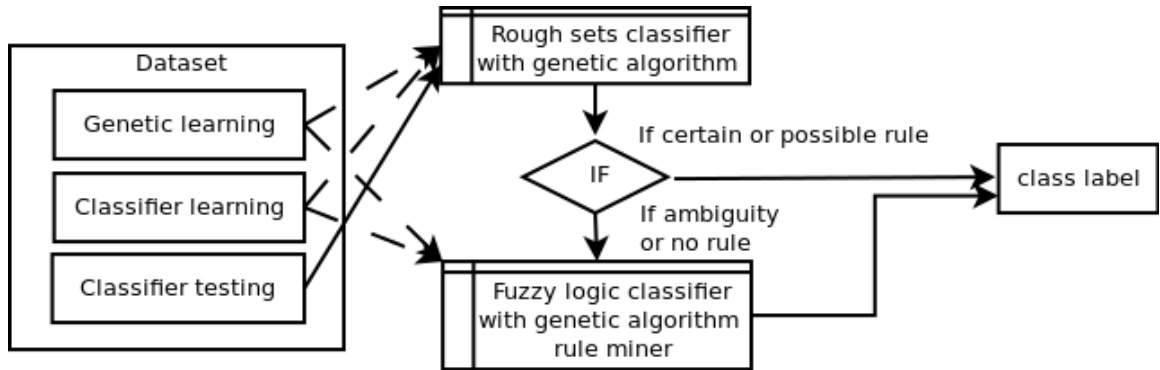 Dataset
Genetic learning
Classifier learning
Classifier testing
Rough sets classifier
with genetic algorithm
IF
If certain or possible rule
If ambiguity
or no rule
Fuzzy logic classifier
with genetic algorithm
rule miner
class label